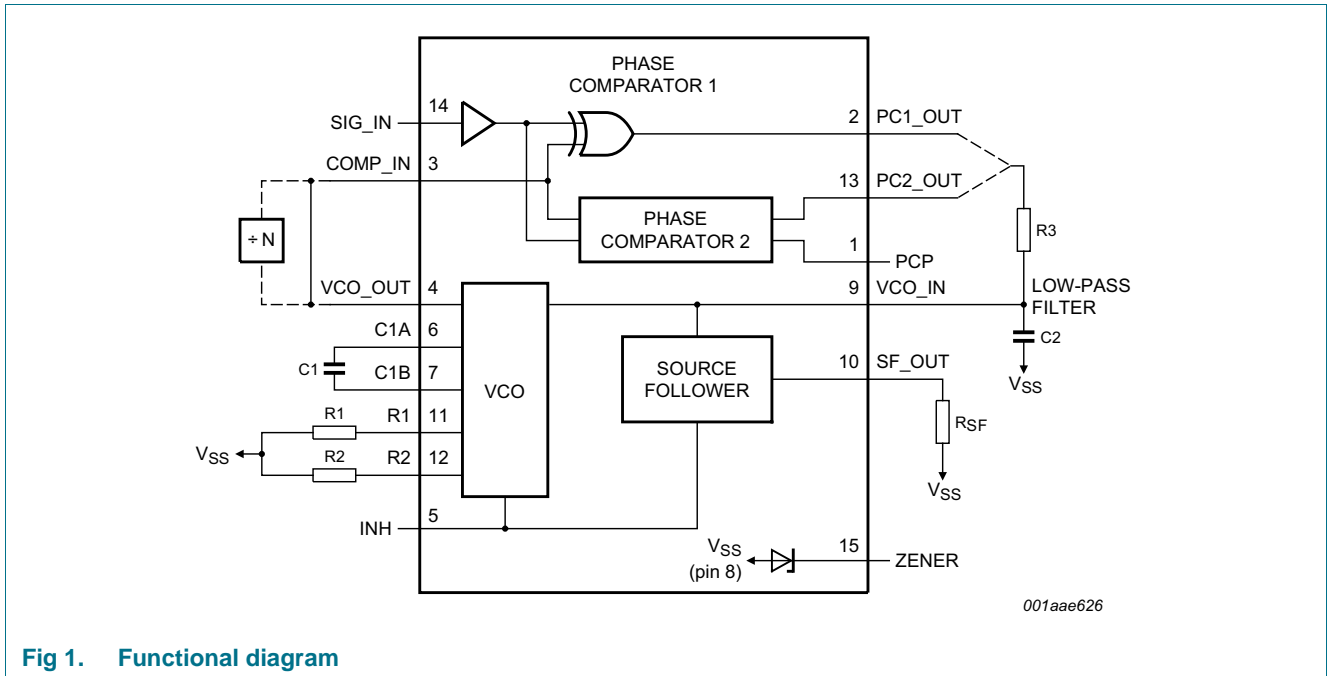 PHASE
COMPARATOR 1
14
SIG_IN
2 PC1_OUT
COMP_IN 3
13 PC2_OUT
÷ N
PHASE
COMPARATOR 2
R3
1
PCP
VCO_OUT 4
9 VCO_IN
LOW-PASS
FILTER
C1A 6
C2
C1
C1B 7
VCO
SOURCE
FOLLOWER
10 SF_OUT
VSS
R1
R1 11
RSF
VSS
R2
R2 12
VSS
INH 5
VSS
(pin 8)
15
ZENER
001aae626
Fig 1. Functional diagram